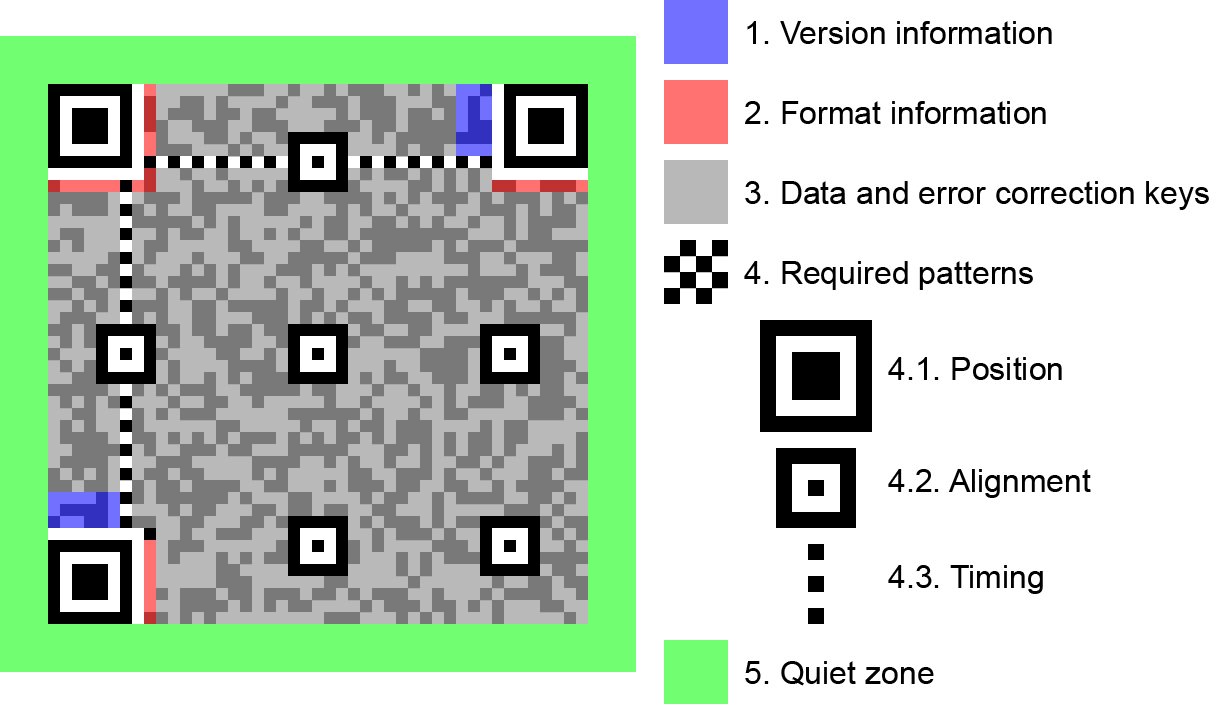 1. Version information
2. Format information
3. Data and error correction keys
4. Required patterns
4.1. Position
4.2. Alignment
4.3. Timing
5. Quiet zone